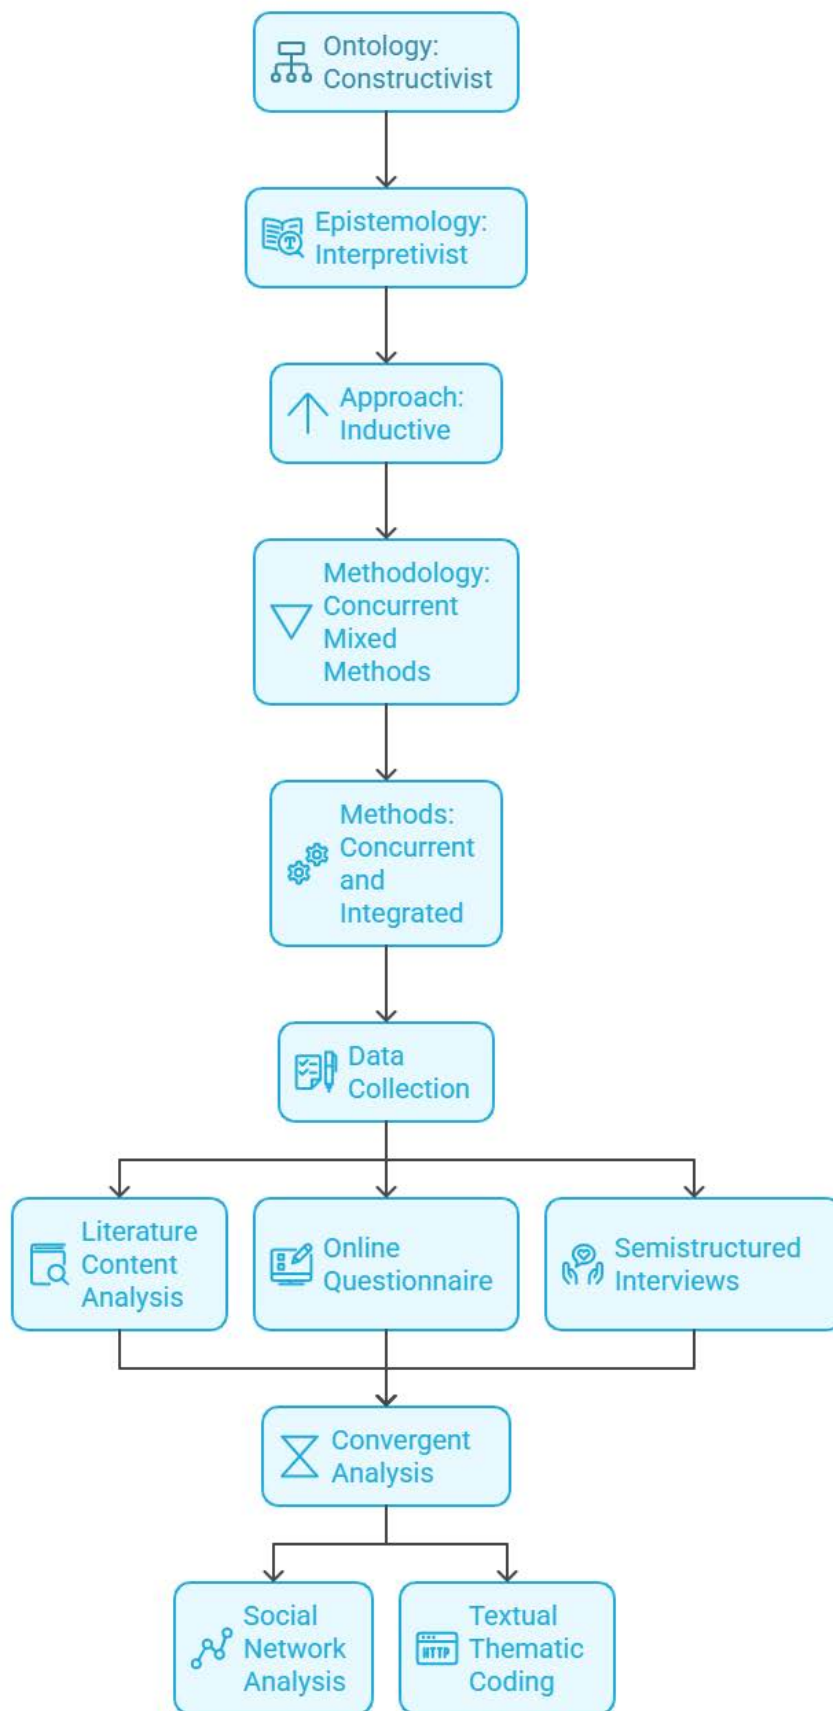 Ontology:
Constructivist
Epistemology:
Interpretivist
Approach:
Inductive
Methodology:
Concurrent
Mixed
Methods
Methods:
Concurrent
and
Integrated
Data
Collection
Literature
Content
Analysis
Online
Questionnaire
Semistructured
Interviews
Convergent
Analysis
Social
Network
Analysis
HTTP
Textual
Thematic
Coding